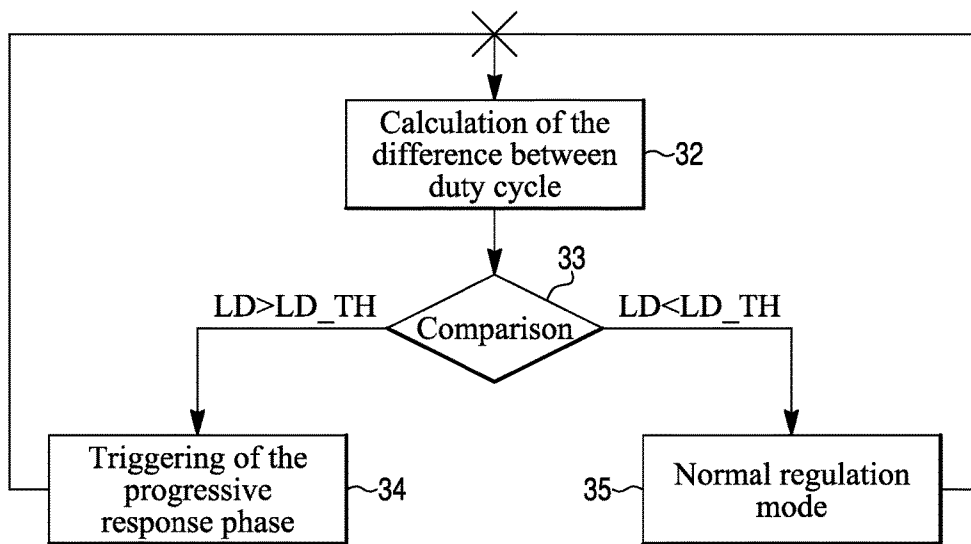 Calculation of the
difference between
duty cycle
32
33
LD>LD_TH
Comparison
LD<LD_TH
Triggering of the
progressive
response phase
34
35
Normal regulation
mode